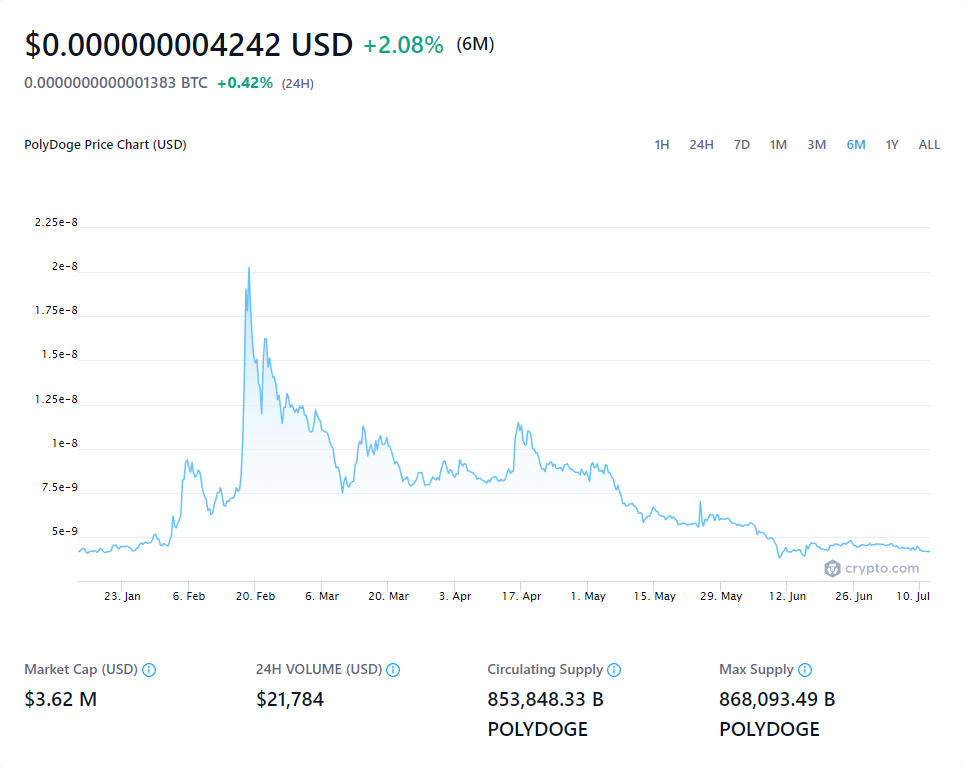 $0.000000004242 USD +2.08% (6M)
0.0000000000001383 BTC +0.42% (24H)
PolyDoge Price Chart (USD) 1H 24H 7D 1M 3M 6M 1Y ALL
2.25e-8
2e-8
1.75e-8
1.5e-8
1.25e-8
1e-8
7.5e-9
5e-9
crypto.com
23. Jan 6. Feb 20. Feb 6. Mar 20. Mar 3. Apr 17. Apr 1. May 15. May 29. May 12. Jun 26. Jun 10. Jul
Market Cap (USD) 24H VOLUME (USD) Circulating Supply Max Supply
$3.62 M $21,784 853,848.33 B 868,093.49 B
POLYDOGE POLYDOGE